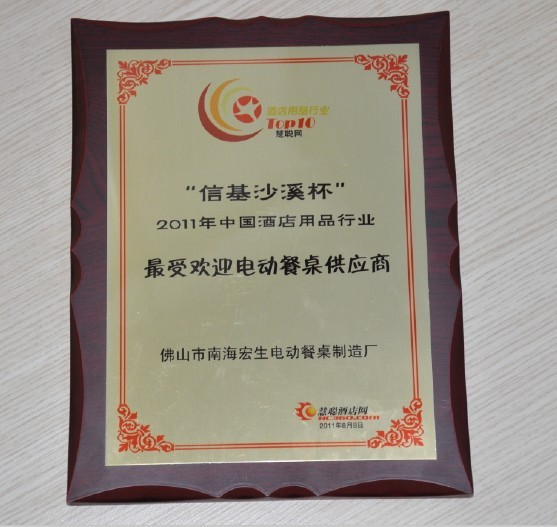 酒店用品行业
Top10
慧聪网
“信基沙溪杯”
2011年中国酒店用品行业
最受欢迎电动餐桌供应商
佛山市南海宏生电动餐桌制造厂
慧聪酒店网
2011年8月8日